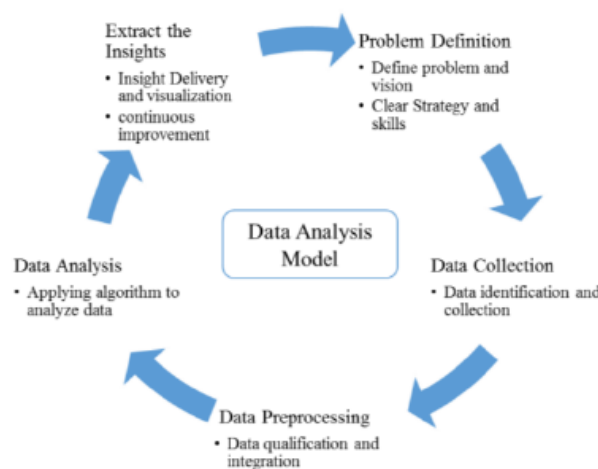 Extract the
Insights
• Insight Delivery
and visualization
• continuous
improvement
Problem Definition
• Define problem and
vision
• Clear Strategy and
skills
Data Analysis
Model
Data Analysis
• Applying algorithm to
analyze data
Data Collection
• Data identification and
collection
Data Preprocessing
• Data qualification and
integration